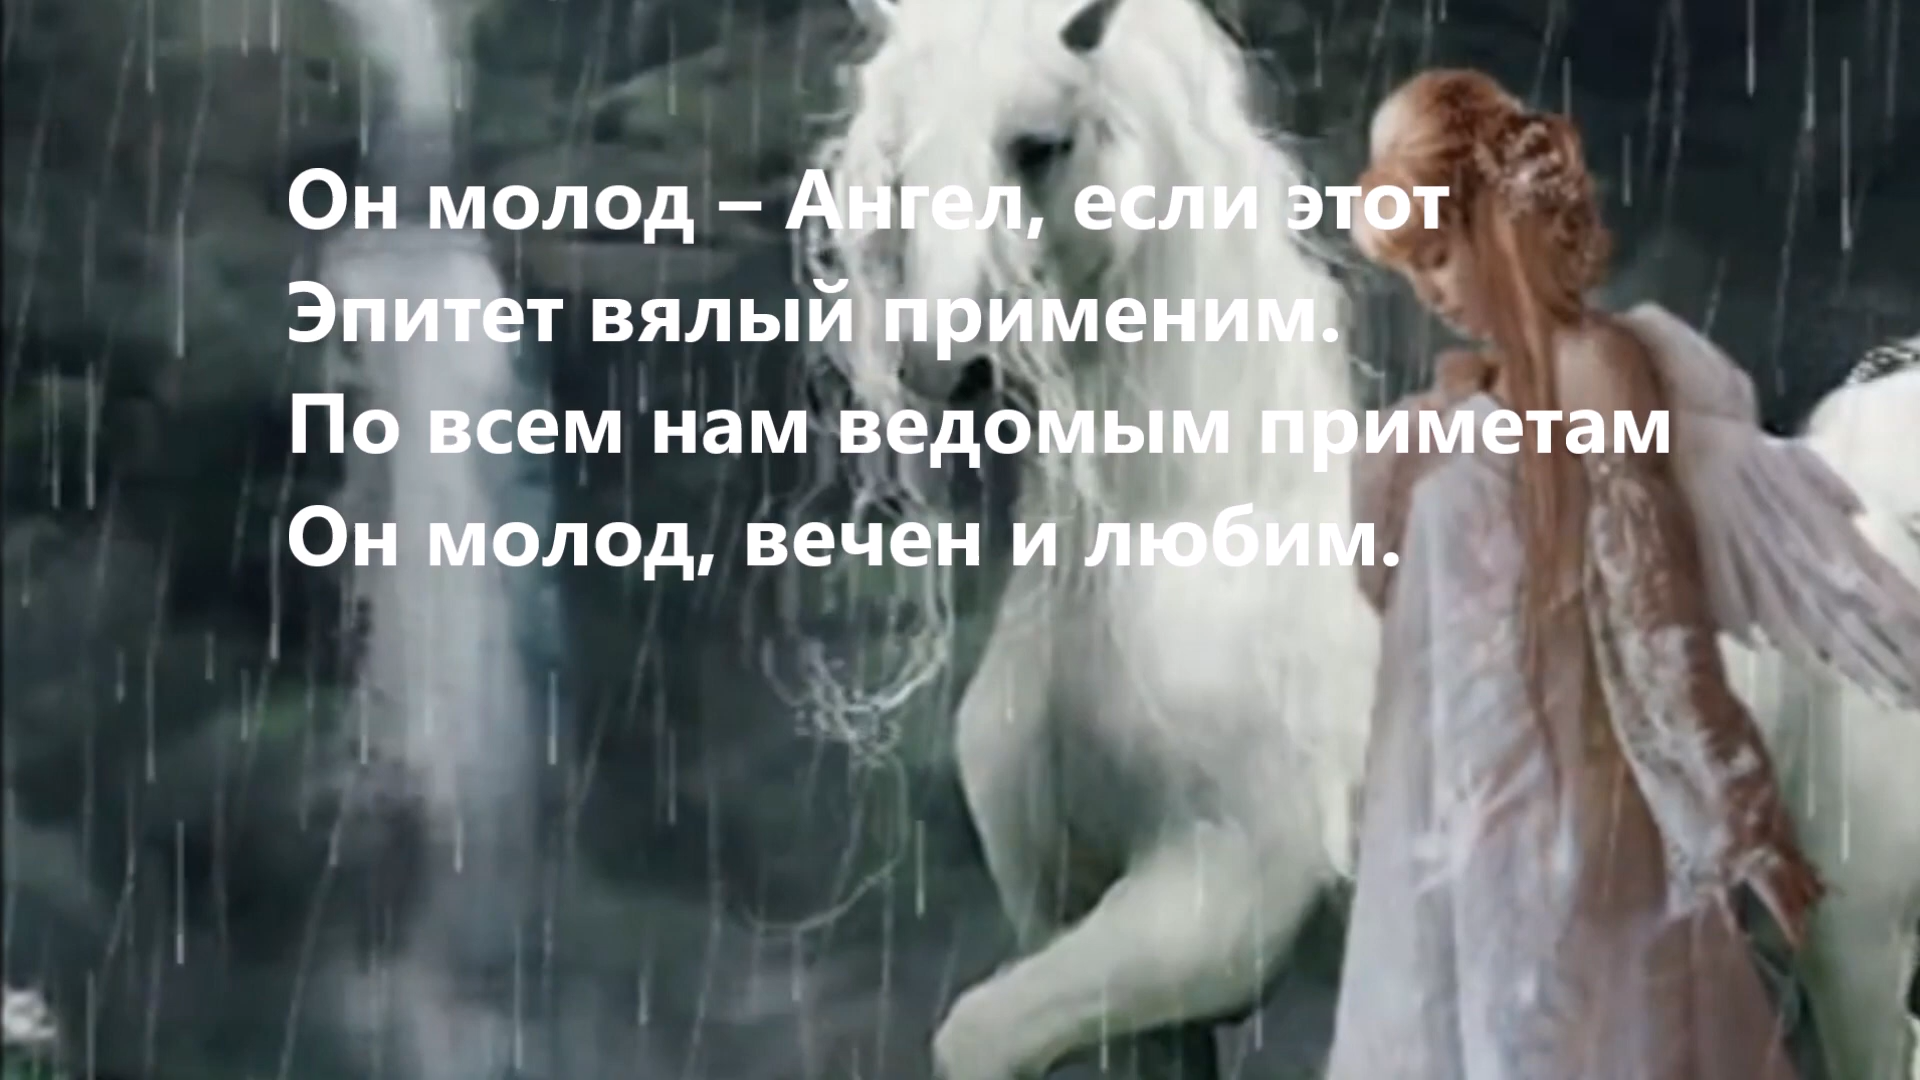 Он молод – Ангел, если этот
Эпитет вялый применим.
По всем нам ведомым приметам
Он молод, вечен и любим.